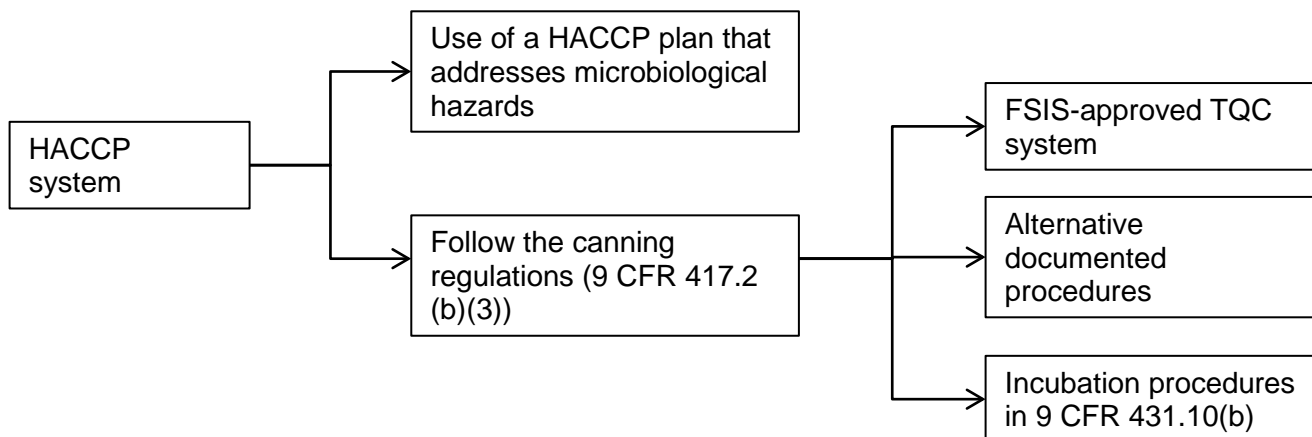 HACCP
system
Use of a HACCP plan that
addresses microbiological
hazards
Follow the canning
regulations (9 CFR 417.2
(b)(3))
FSIS-approved TQC
system
Alternative
documented
procedures
Incubation procedures
in 9 CFR 431.10(b)